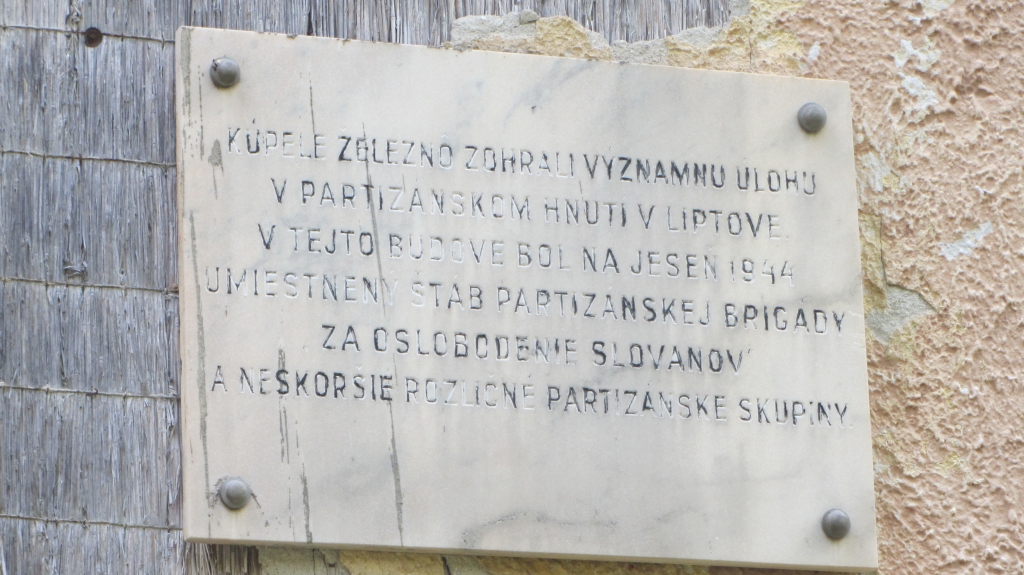 KÚPELE ŽELEZNÔ ZOHRALI VÝZNAMNÚ ÚLOHU
V PARTIZÁNSKOM HNUTÍ V LIPTOVE.
V TEJTO BUDOVE BOL NA JESEŇ 1944
UMIESTNENÝ ŠTÁB PARTIZÁNSKEJ BRIGÁDY
ZA OSLOBODENIE SLOVANOV
A NESKORŠIE ROZLIČNÉ PARTIZÁNSKE SKUPINY.